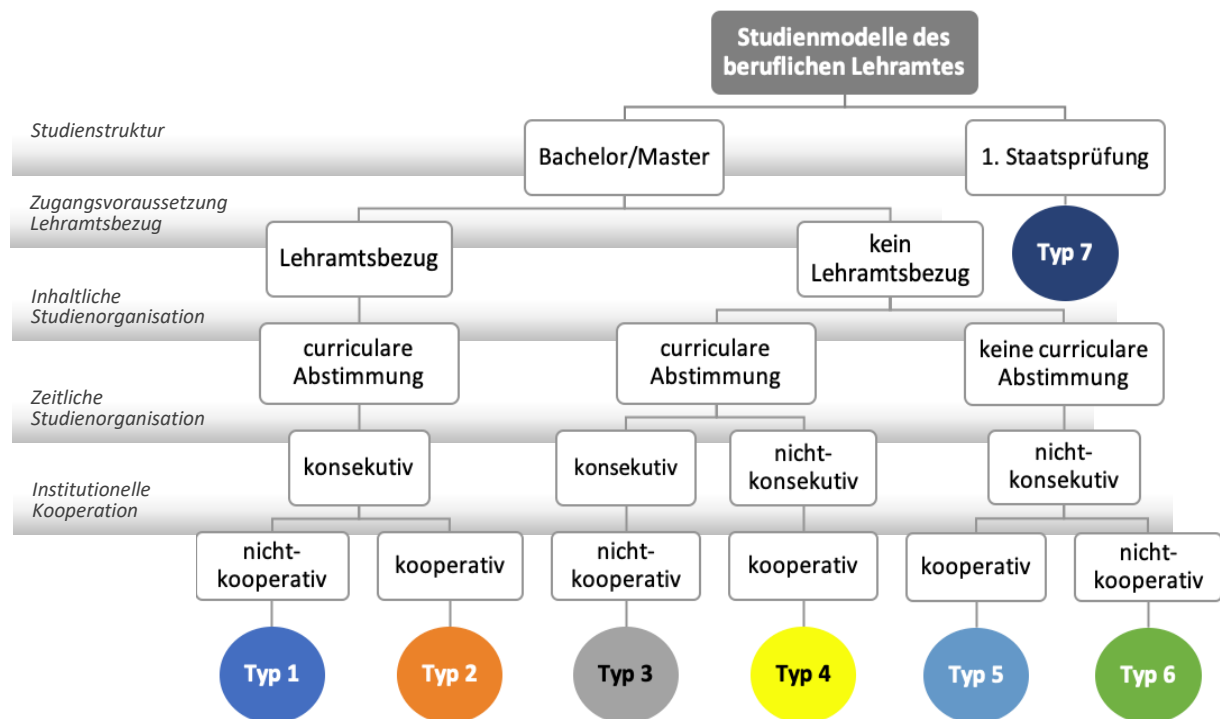 Studienmodelle des
beruflichen Lehramtes
Studienstruktur
Bachelor/Master
1. Staatsprüfung
Zugangsvoraussetzung
Lehramtsbezug
Lehramtsbezug
kein
Lehramtsbezug
Typ 7
Inhaltliche
Studienorganisation
curriculare
Abstimmung
curriculare
Abstimmung
keine curriculare
Abstimmung
Zeitliche
Studienorganisation
konsekutiv
konsekutiv
nicht-
konsekutiv
nicht-
konsekutiv
Institutionelle
Kooperation
nicht-
kooperativ
kooperativ
nicht-
kooperativ
kooperativ
kooperativ
nicht-
kooperativ
Typ 1
Typ 2
Typ 3
Typ 4
Typ 5
Typ 6